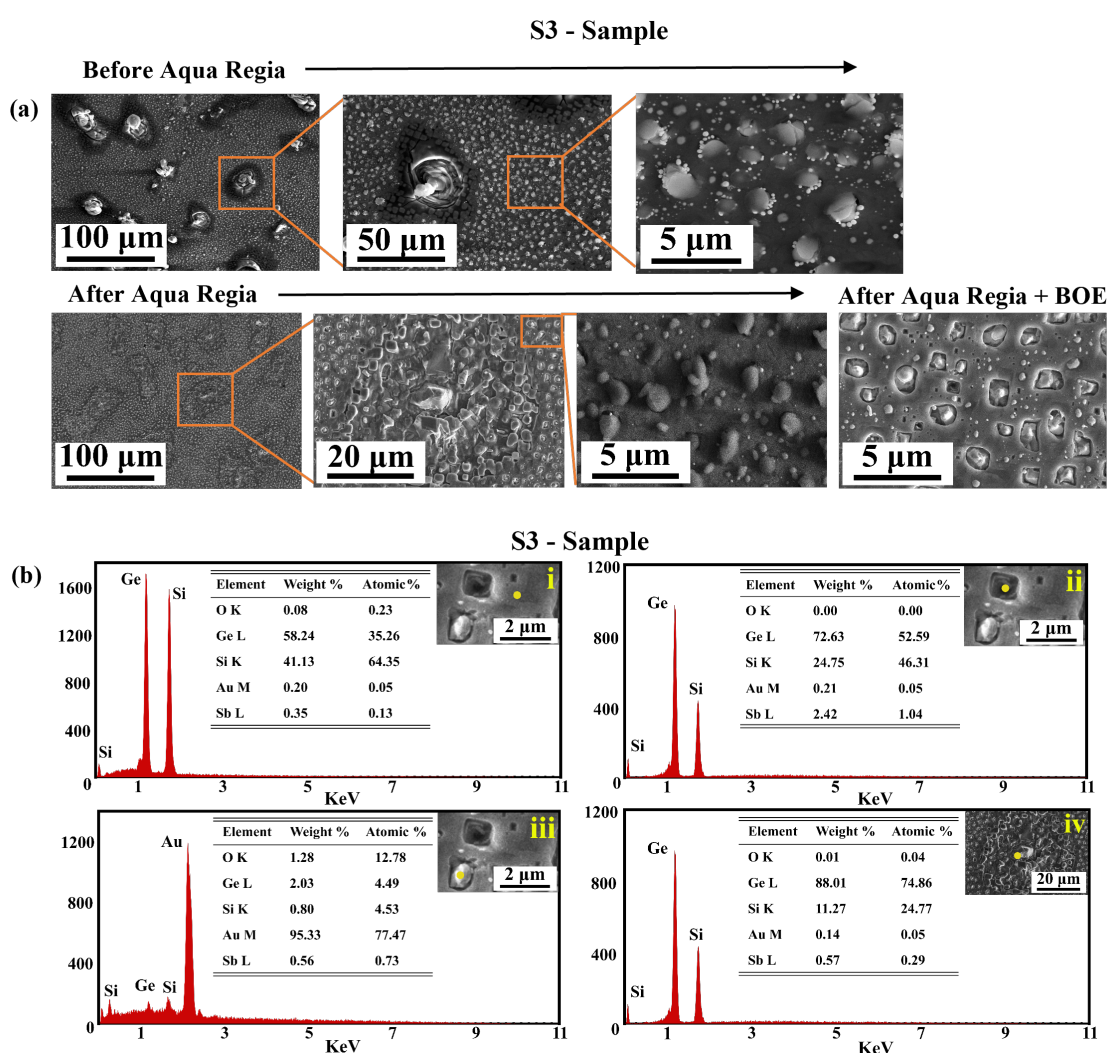 S3 - Sample
Before Aqua Regia
(a)
100 μm
50 μm
5 μm
After Aqua Regia
After Aqua Regia + BOE
100 μm
20 μm
5 μm
5 μm
S3 - Sample
(b)
1600
1200
800
400
0
Ge
Si
Si
Element Weight % Atomic%
O K 0.08 0.23
Ge L 58.24 35.26
Si K 41.13 64.35
Au M 0.20 0.05
Sb L 0.35 0.13
i
2 μm
1 3 5 7 9 11
KeV
1200
800
400
0
Ge
Si
Si
Element Weight % Atomic%
O K 0.00 0.00
Ge L 72.63 52.59
Si K 24.75 46.31
Au M 0.21 0.05
Sb L 2.42 1.04
ii
2 μm
1 3 5 7 9 11
KeV
1200
800
400
0
Au
Si
Ge
Si
Element Weight % Atomic %
O K 1.28 12.78
Ge L 2.03 4.49
Si K 0.80 4.53
Au M 95.33 77.47
Sb L 0.56 0.73
iii
2 μm
1 3 5 7 9 11
KeV
1200
800
400
0
Ge
Si
Si
Element Weight % Atomic %
O K 0.01 0.04
Ge L 88.01 74.86
Si K 11.27 24.77
Au M 0.14 0.05
Sb L 0.57 0.29
iv
20 μm
1 3 5 7 9 11
KeV